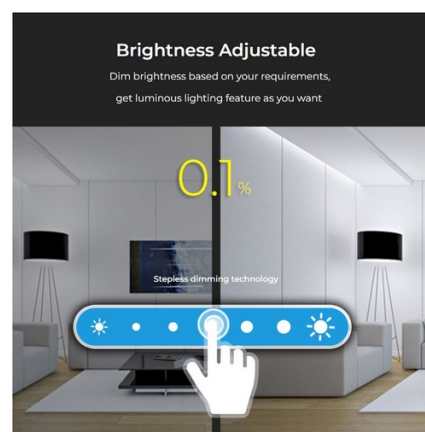 Brightness Adjustable
Dim brightness based on your requirements,
get luminous lighting feature as you want
0.1%
Stepless dimming technology